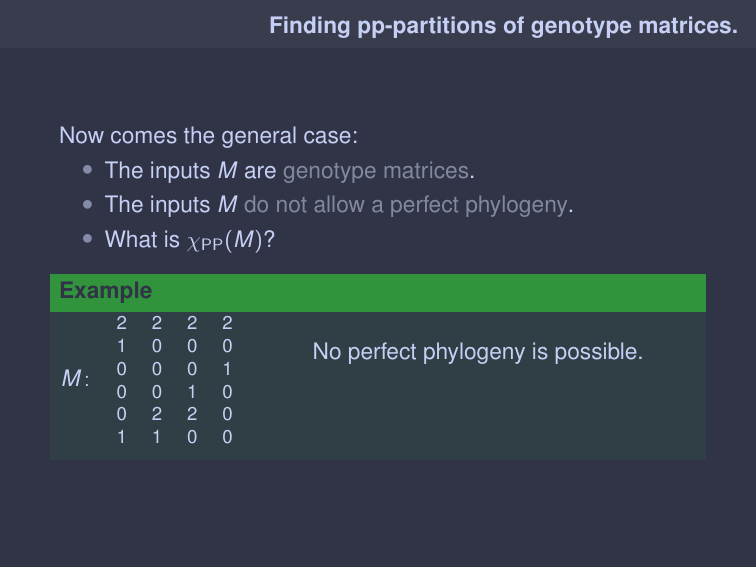 Finding pp-partitions of genotype matrices.
Now comes the general case:
• The inputs M are genotype matrices.
• The inputs M do not allow a perfect phylogeny.
• What is χPP(M)?
Example
M:
2 2 2 2
1 0 0 0
0 0 0 1
0 0 1 0
0 2 2 0
1 1 0 0
No perfect phylogeny is possible.